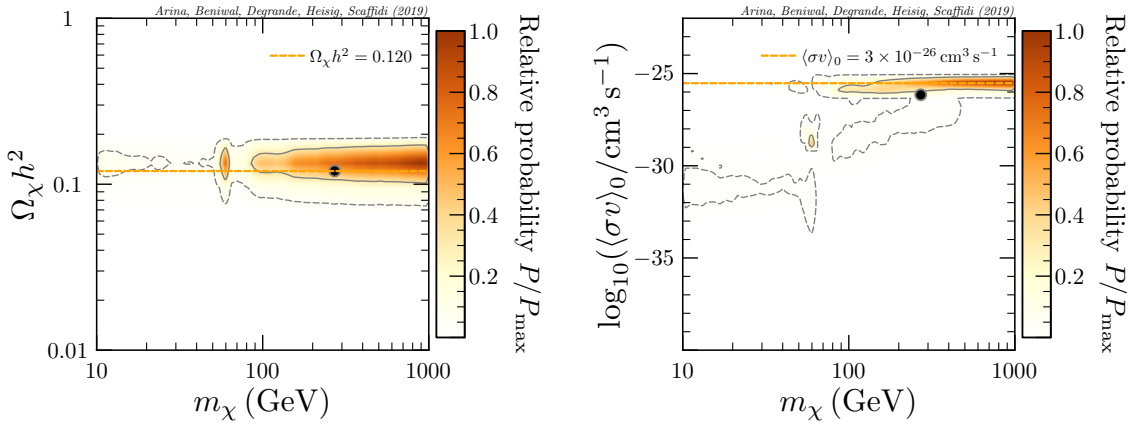 Arina, Beniwal, Degrande, Heisig, Scaffidi (2019)
Ωχh² = 0.120
Ωχh²
1
0.1
0.01
10
100
1000
mχ (GeV)
1.0
0.8
0.6
0.4
0.2
Relative probability P/Pmax
Arina, Beniwal, Degrande, Heisig, Scaffidi (2019)
⟨σv⟩₀ = 3 × 10⁻²⁶ cm³ s⁻¹
log₁₀(⟨σv⟩₀/cm³ s⁻¹)
−25
−30
−35
10
100
1000
mχ (GeV)
1.0
0.8
0.6
0.4
0.2
Relative probability P/Pmax